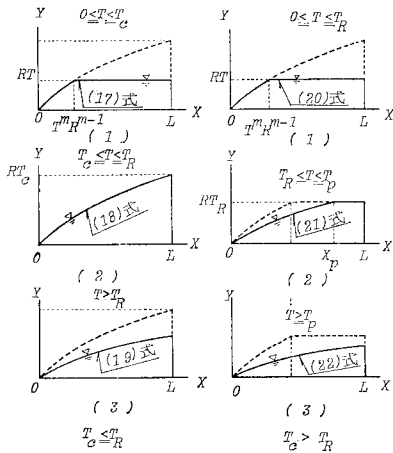 0≦T≦T_c
Y
RT
(17)式
X
0
T^mR^{m-1}
L
(1)
0≦T≦T_R
Y
RT
(20)式
X
0
T^mR^{m-1}
L
(1)
T_c≦T≦T_R
Y
RT_c
(18)式
X
0
L
(2)
T_R≦T≦T_p
Y
RT_R
(21)式
X
0
X_p
L
(2)
T>T_R
Y
(19)式
X
0
L
(3)
T_c≦T_R
T≧T_p
Y
(22)式
X
0
L
(3)
T_c>T_R